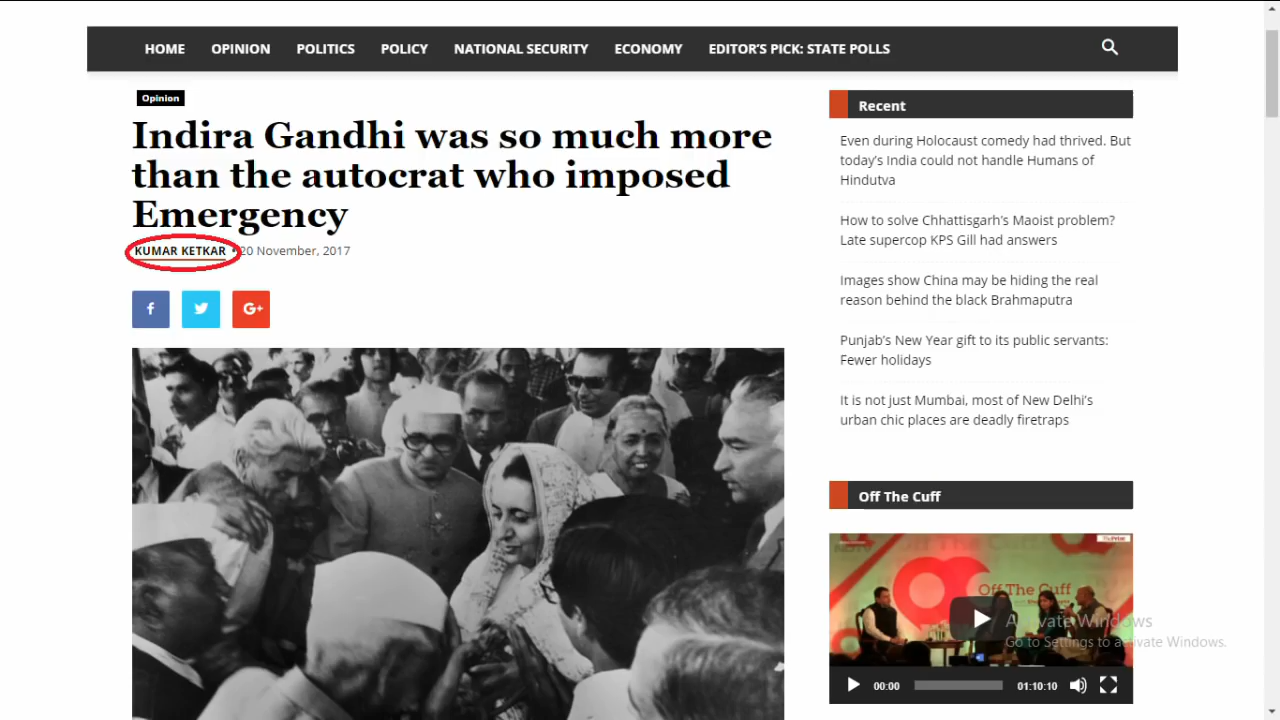 HOME OPINION POLITICS POLICY NATIONAL SECURITY ECONOMY EDITOR'S PICK: STATE POLLS
Opinion
Indira Gandhi was so much more
than the autocrat who imposed
Emergency
KUMAR KETKAR • 20 November, 2017
f G+
Recent
Even during Holocaust comedy had thrived. But
today's India could not handle Humans of
Hindutva
How to solve Chhattisgarh's Maoist problem?
Late supercop KPS Gill had answers
Images show China may be hiding the real
reason behind the black Brahmaputra
Punjab's New Year gift to its public servants:
Fewer holidays
It is not just Mumbai, most of New Delhi's
urban chic places are deadly firetraps
Off The Cuff
ThePrint
Off The Cuff
Activate Windows
Go to Settings to activate Windows.
00:00 01:10:10